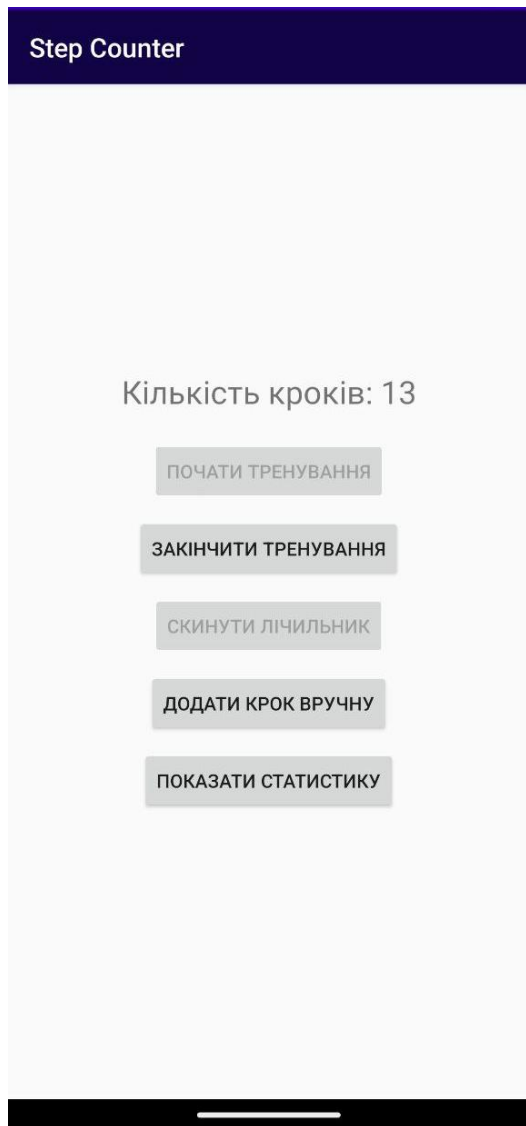 Step Counter
Кількість кроків: 13
ПОЧАТИ ТРЕНУВАННЯ
ЗАКІНЧИТИ ТРЕНУВАННЯ
СКИНУТИ ЛІЧИЛЬНИК
ДОДАТИ КРОК ВРУЧНУ
ПОКАЗАТИ СТАТИСТИКУ